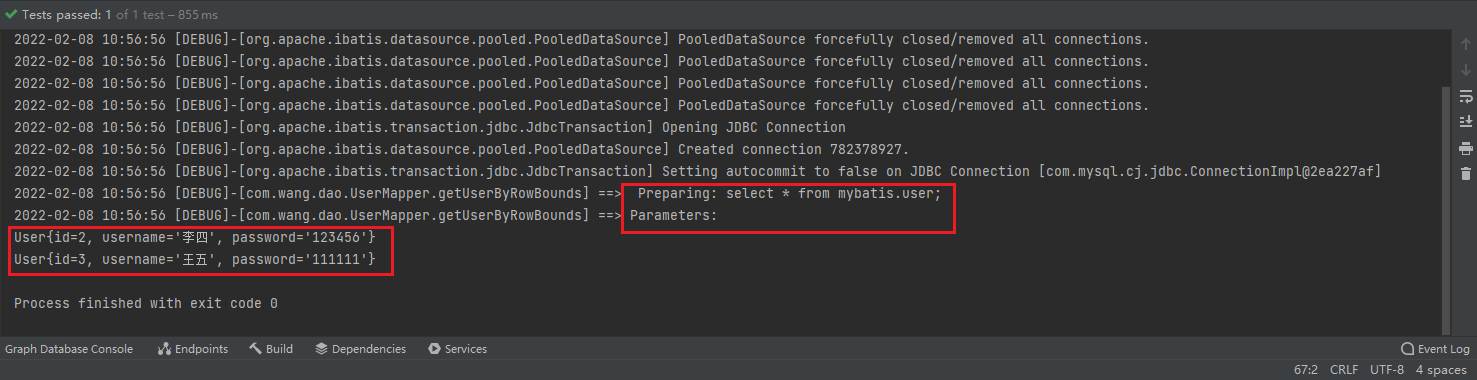 Tests passed: 1 of 1 test – 855 ms
2022-02-08 10:56:56 [DEBUG]-[org.apache.ibatis.datasource.pooled.PooledDataSource] PooledDataSource forcefully closed/removed all connections.
2022-02-08 10:56:56 [DEBUG]-[org.apache.ibatis.datasource.pooled.PooledDataSource] PooledDataSource forcefully closed/removed all connections.
2022-02-08 10:56:56 [DEBUG]-[org.apache.ibatis.datasource.pooled.PooledDataSource] PooledDataSource forcefully closed/removed all connections.
2022-02-08 10:56:56 [DEBUG]-[org.apache.ibatis.datasource.pooled.PooledDataSource] PooledDataSource forcefully closed/removed all connections.
2022-02-08 10:56:56 [DEBUG]-[org.apache.ibatis.transaction.jdbc.JdbcTransaction] Opening JDBC Connection
2022-02-08 10:56:56 [DEBUG]-[org.apache.ibatis.datasource.pooled.PooledDataSource] Created connection 782378927.
2022-02-08 10:56:56 [DEBUG]-[org.apache.ibatis.transaction.jdbc.JdbcTransaction] Setting autocommit to false on JDBC Connection [com.mysql.cj.jdbc.ConnectionImpl@2ea227af]
2022-02-08 10:56:56 [DEBUG]-[com.wang.dao.UserMapper.getUserByRowBounds] ==>  Preparing: select * from mybatis.user;
2022-02-08 10:56:56 [DEBUG]-[com.wang.dao.UserMapper.getUserByRowBounds] ==> Parameters:
User{id=2, username='李四', password='123456'}
User{id=3, username='王五', password='111111'}
Process finished with exit code 0
Graph Database Console Endpoints Build Dependencies Services Event Log
67:2 CRLF UTF-8 4 spaces